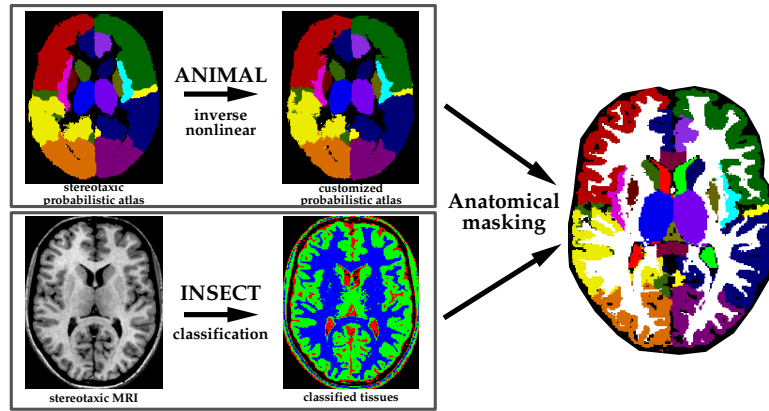 ANIMAL
inverse
nonlinear
stereotaxic
probabilistic atlas
customized
probabilistic atlas
INSECT
classification
stereotaxic MRI
classified tissues
Anatomical
masking